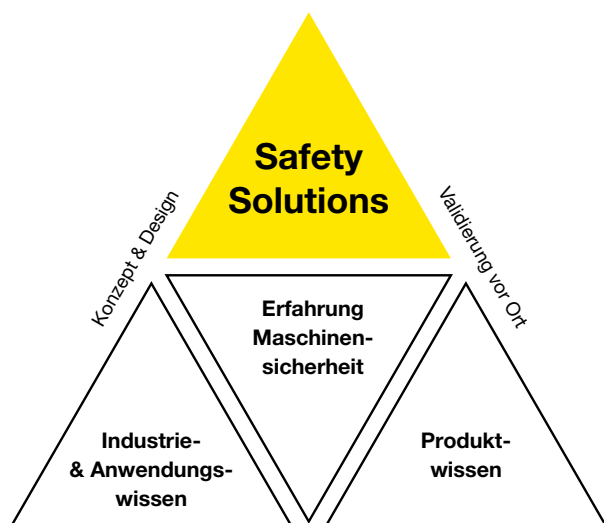 Safety
Solutions
Konzept & Design
Validierung vor Ort
Erfahrung
Maschinen-
sicherheit
Industrie-
& Anwendungs-
wissen
Produkt-
wissen